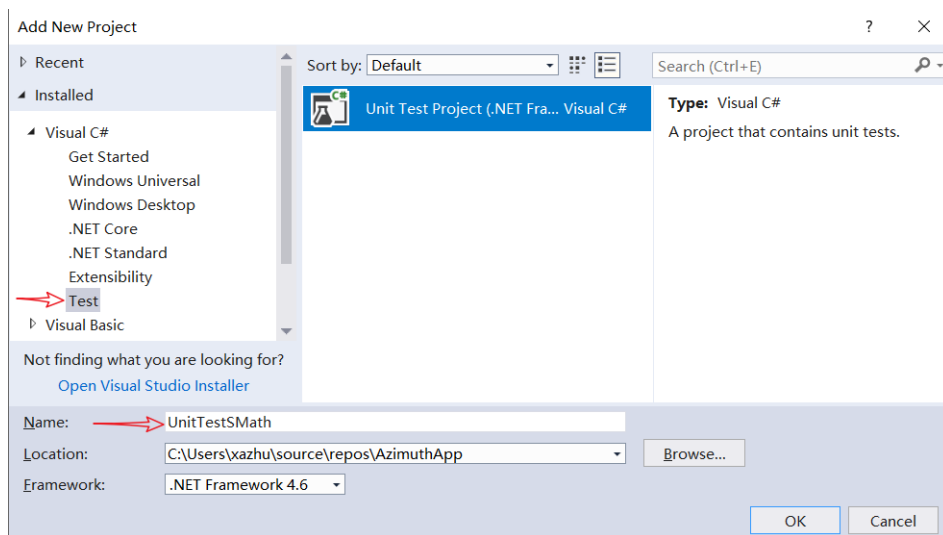 Add New Project
Recent
Installed
Visual C#
Get Started
Windows Universal
Windows Desktop
.NET Core
.NET Standard
Extensibility
Test
Visual Basic
Not finding what you are looking for?
Open Visual Studio Installer
Sort by: Default
Unit Test Project (.NET Fra... Visual C#
Search (Ctrl+E)
Type: Visual C#
A project that contains unit tests.
Name: UnitTestSMath
Location: C:\Users\xazhu\source\repos\AzimuthApp Browse...
Framework: .NET Framework 4.6
OK Cancel